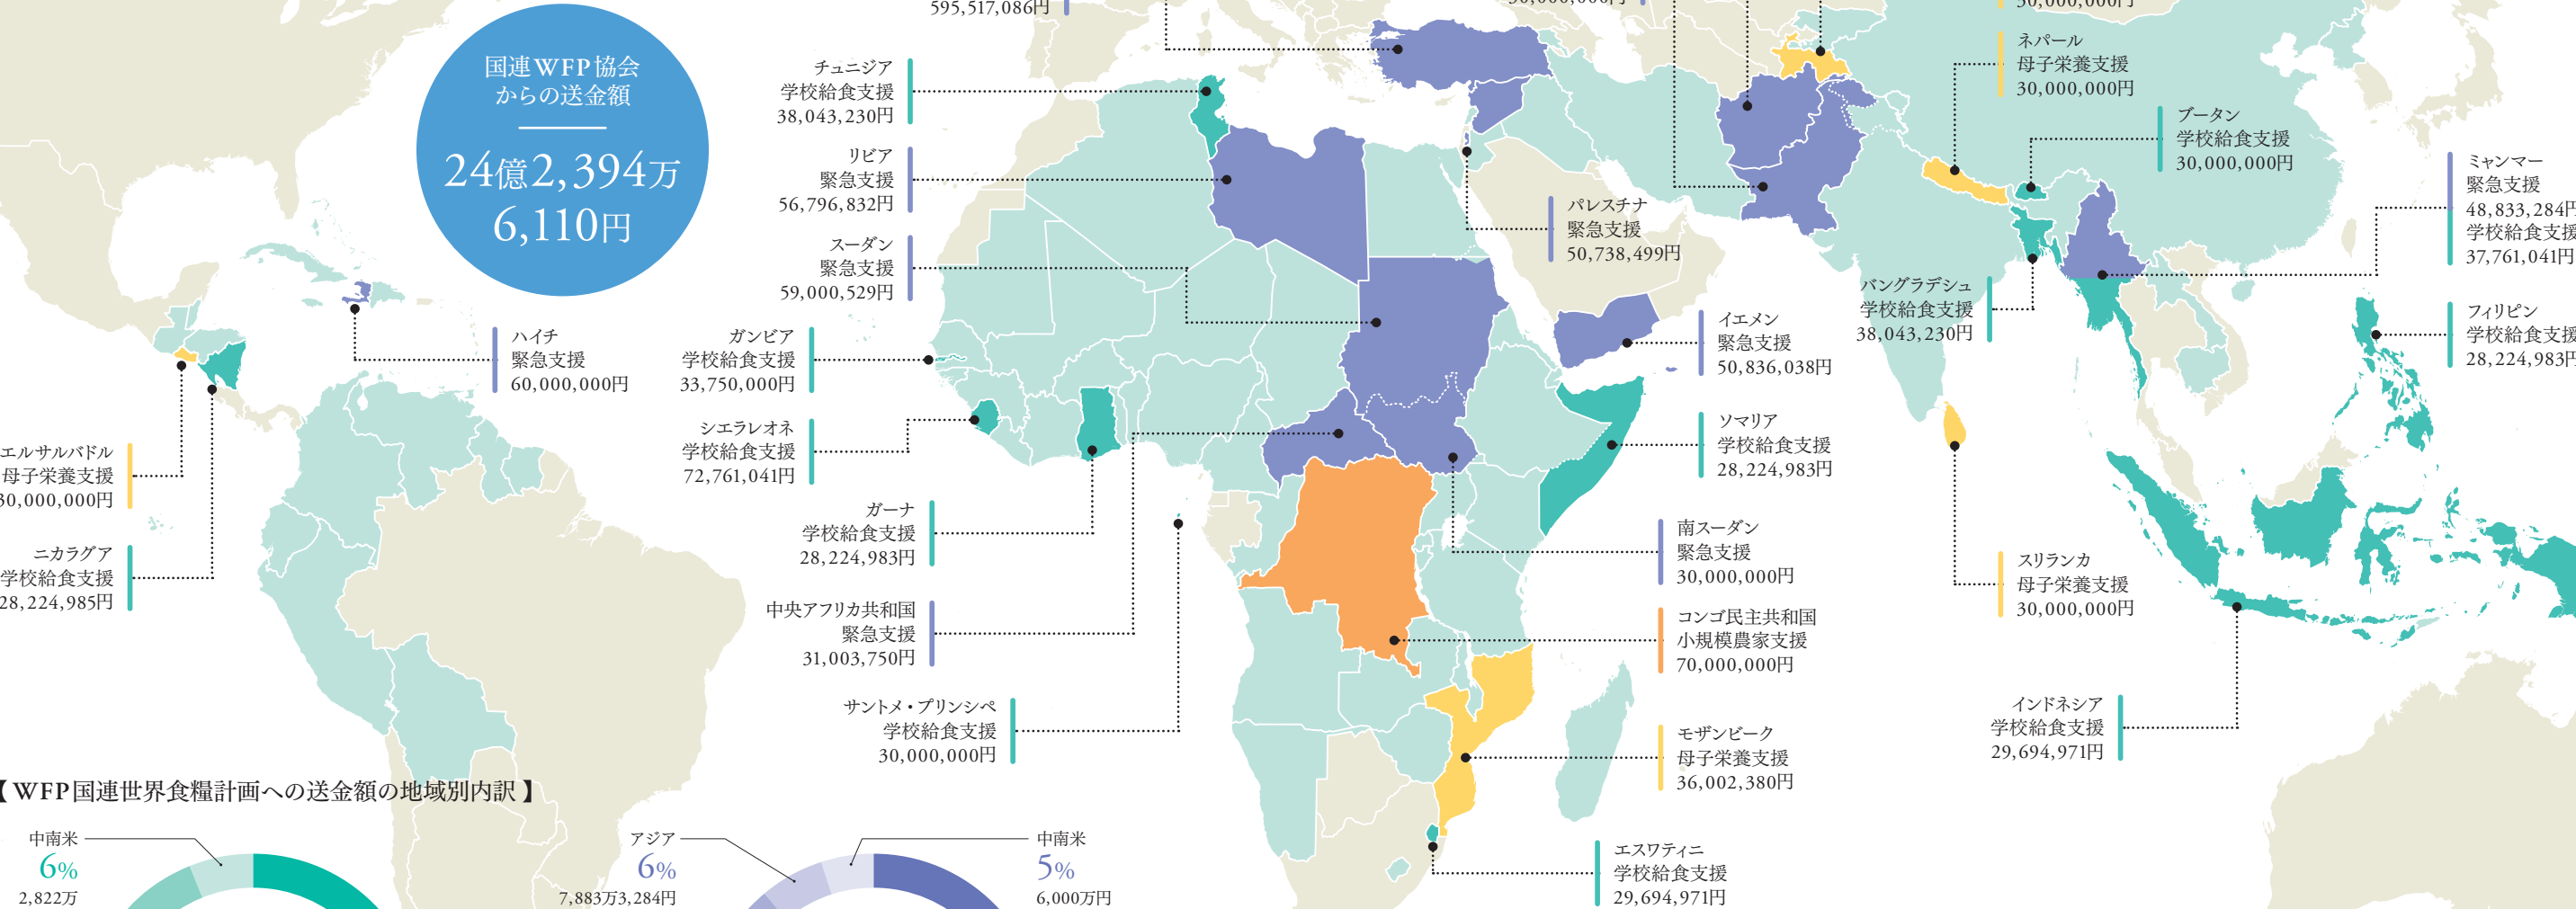 595,517,086円
国連WFP協会
からの送金額
24億2,394万
6,110円
チュニジア
学校給食支援
38,043,230円
リビア
緊急支援
56,796,832円
スーダン
緊急支援
59,000,529円
ガンビア
学校給食支援
33,750,000円
シエラレオネ
学校給食支援
72,761,041円
ガーナ
学校給食支援
28,224,983円
中央アフリカ共和国
緊急支援
31,003,750円
サントメ・プリンシペ
学校給食支援
30,000,000円
ハイチ
緊急支援
60,000,000円
エルサルバドル
母子栄養支援
30,000,000円
ニカラグア
学校給食支援
28,224,985円
パレスチナ
緊急支援
50,738,499円
イエメン
緊急支援
50,836,038円
ソマリア
学校給食支援
28,224,983円
南スーダン
緊急支援
30,000,000円
コンゴ民主共和国
小規模農家支援
70,000,000円
モザンビーク
母子栄養支援
36,002,380円
エスワティニ
学校給食支援
29,694,971円
ネパール
母子栄養支援
30,000,000円
ブータン
学校給食支援
30,000,000円
ミャンマー
緊急支援
48,833,284円
学校給食支援
37,761,041円
バングラデシュ
学校給食支援
38,043,230円
フィリピン
学校給食支援
28,224,983円
スリランカ
母子栄養支援
30,000,000円
インドネシア
学校給食支援
29,694,971円
【WFP国連世界食糧計画への送金額の地域別内訳】
中南米
6%
2,822万
アジア
6%
7,883万3,284円
中南米
5%
6,000万円